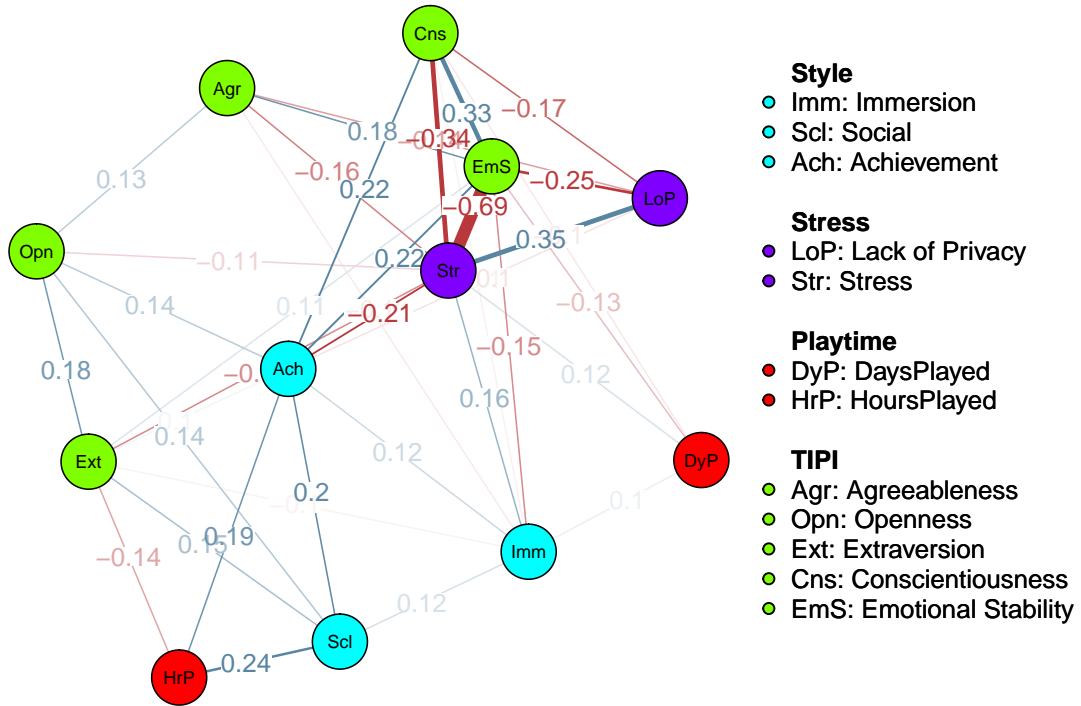 Cns
Agr
0.33
−0.17
0.18
−0.34
EmS
−0.16
−0.25
0.13
0.22
LoP
−0.69
Opn
0.35
−0.11
0.22
Str
0.1
0.14
0.11
−0.21
−0.13
−0.15
0.18
Ach
0.12
0.16
0.14
0.12
Ext
DyP
0.2
0.1
0.19
0.15
−0.14
Imm
0.12
Scl
0.24
HrP
Style
Imm: Immersion
Scl: Social
Ach: Achievement
Stress
LoP: Lack of Privacy
Str: Stress
Playtime
DyP: DaysPlayed
HrP: HoursPlayed
TIPI
Agr: Agreeableness
Opn: Openness
Ext: Extraversion
Cns: Conscientiousness
EmS: Emotional Stability